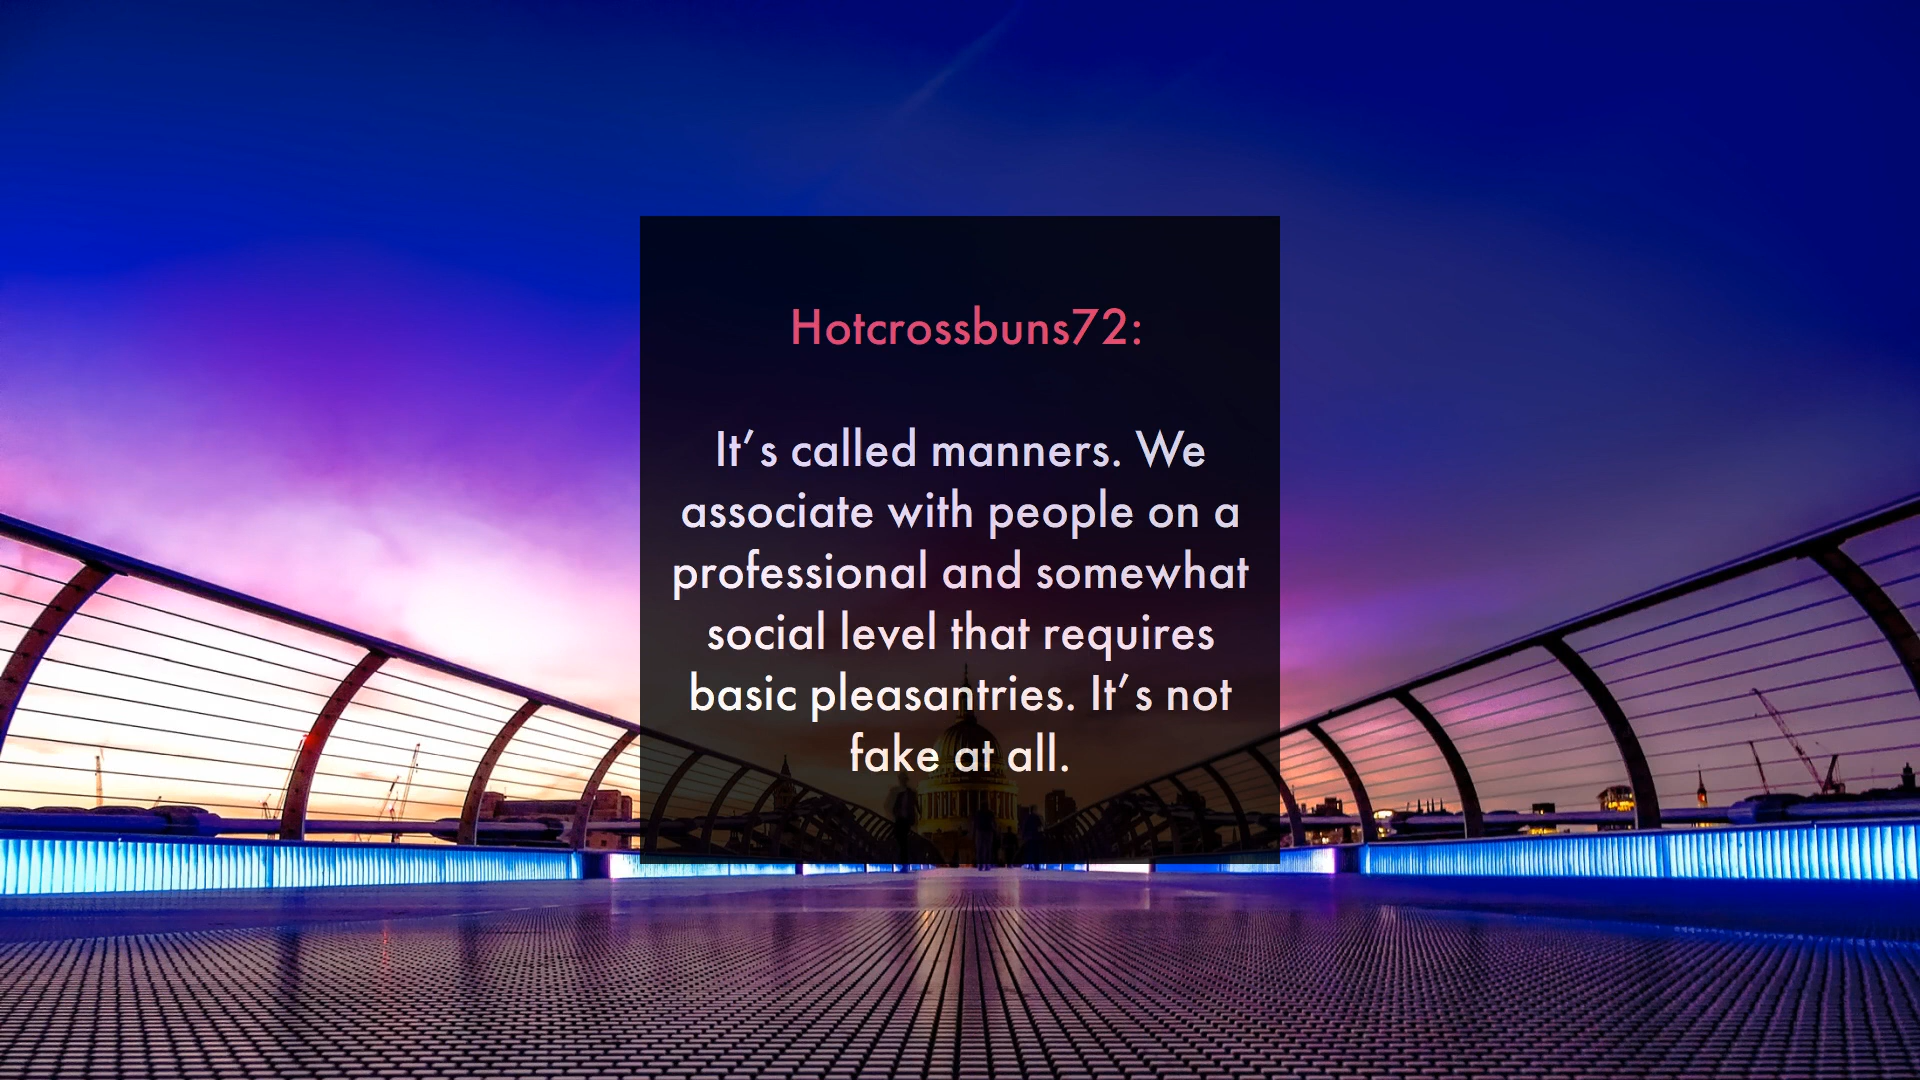 Hotcrossbuns72:
It’s called manners. We
associate with people on a
professional and somewhat
social level that requires
basic pleasantries. It’s not
fake at all.